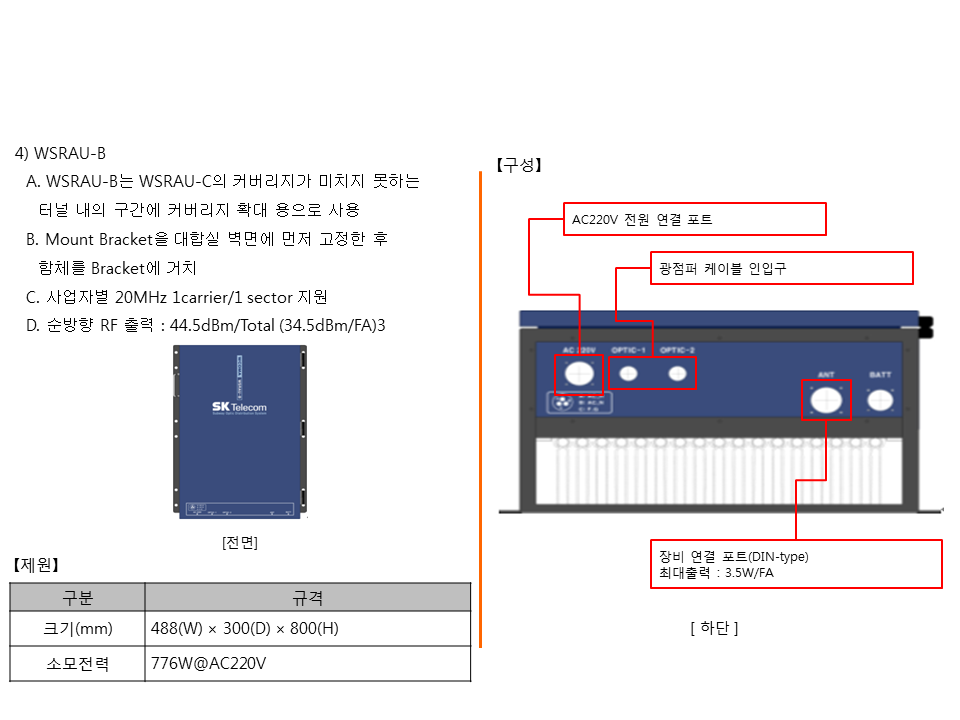 4) WSRAU-B
A. WSRAU-B는 WSRAU-C의 커버리지가 미치지 못하는
터널 내의 구간에 커버리지 확대 용으로 사용
B. Mount Bracket을 대합실 벽면에 먼저 고정한 후
함체를 Bracket에 거치
C. 사업자별 20MHz 1carrier/1 sector 지원
D. 순방향 RF 출력 : 44.5dBm/Total (34.5dBm/FA)3
SK Telecom
[전면]
【제원】
구분 규격
크기(mm) 488(W) × 300(D) × 800(H)
소모전력 776W@AC220V
【구성】
AC220V 전원 연결 포트
광점퍼 케이블 인입구
AC 220V OPTIC-1 OPTIC-2
ANT BATT
장비 연결 포트(DIN-type)
최대출력 : 3.5W/FA
[ 하단 ]